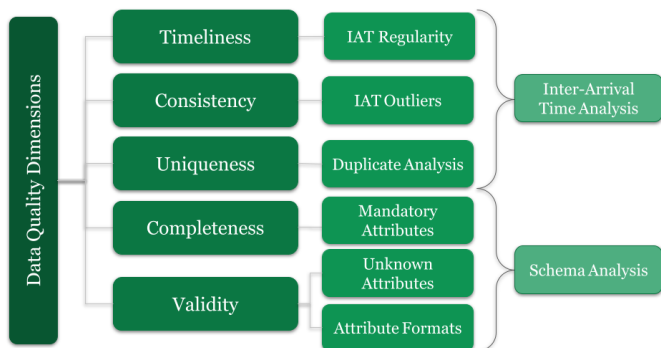 Data Quality Dimensions
Timeliness
IAT Regularity
Consistency
IAT Outliers
Uniqueness
Duplicate Analysis
Completeness
Mandatory
Attributes
Validity
Unknown
Attributes
Attribute Formats
Inter-Arrival
Time Analysis
Schema Analysis